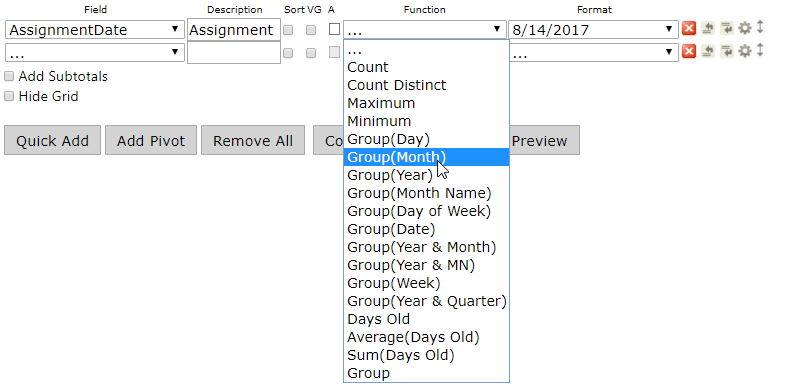 Field Description Sort VG A Function Format
AssignmentDate Assignment ... 8/14/2017
... ...
...
Add Subtotals
Hide Grid
Quick Add Add Pivot Remove All Co Preview
Count
Count Distinct
Maximum
Minimum
Group(Day)
Group(Month)
Group(Year)
Group(Month Name)
Group(Day of Week)
Group(Date)
Group(Year & Month)
Group(Year & MN)
Group(Week)
Group(Year & Quarter)
Days Old
Average(Days Old)
Sum(Days Old)
Group